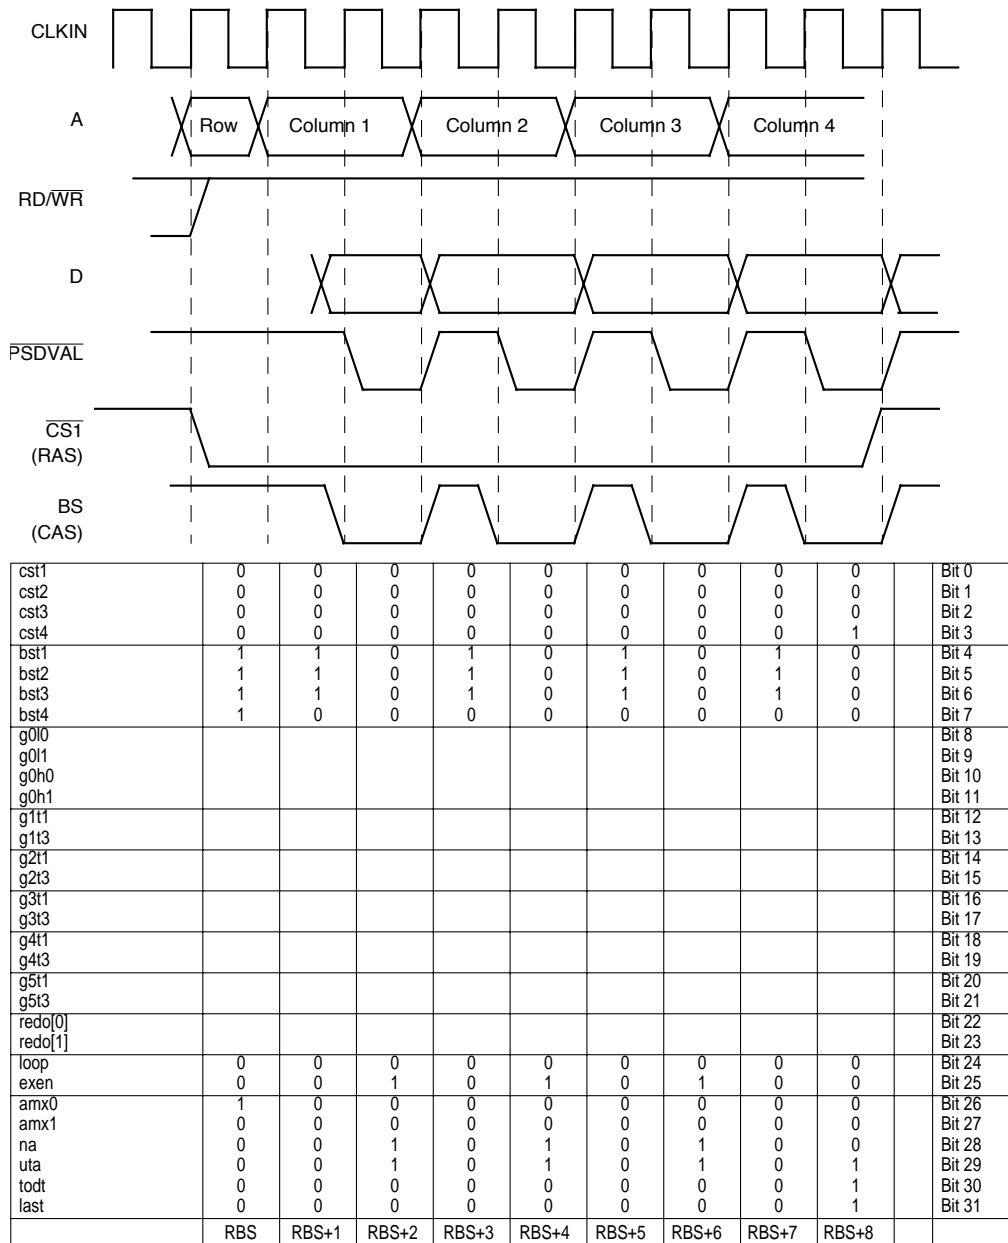 CLKIN
A
Row
Column 1
Column 2
Column 3
Column 4
RD/WR
D
PSDVAL
CS1
(RAS)
BS
(CAS)
cst1 0 0 0 0 0 0 0 0 0 Bit 0
cst2 0 0 0 0 0 0 0 0 0 Bit 1
cst3 0 0 0 0 0 0 0 0 0 Bit 2
cst4 0 0 0 0 0 0 0 0 1 Bit 3
bst1 1 1 0 1 0 1 0 1 0 Bit 4
bst2 1 1 0 1 0 1 0 1 0 Bit 5
bst3 1 1 0 1 0 1 0 1 0 Bit 6
bst4 1 0 0 0 0 0 0 0 0 Bit 7
g0l0 Bit 8
g0l1 Bit 9
g0h0 Bit 10
g0h1 Bit 11
g1t1 Bit 12
g1t3 Bit 13
g2t1 Bit 14
g2t3 Bit 15
g3t1 Bit 16
g3t3 Bit 17
g4t1 Bit 18
g4t3 Bit 19
g5t1 Bit 20
g5t3 Bit 21
redo[0] Bit 22
redo[1] Bit 23
loop 0 0 0 0 0 0 0 0 0 Bit 24
exen 0 0 1 0 1 0 1 0 0 Bit 25
amx0 1 0 0 0 0 0 0 0 0 Bit 26
amx1 0 0 0 0 0 0 0 0 0 Bit 27
na 0 0 1 0 1 0 1 0 0 Bit 28
uta 0 0 1 0 1 0 1 0 1 Bit 29
todt 0 0 0 0 0 0 0 0 1 Bit 30
last 0 0 0 0 0 0 0 0 1 Bit 31
RBS RBS+1 RBS+2 RBS+3 RBS+4 RBS+5 RBS+6 RBS+7 RBS+8